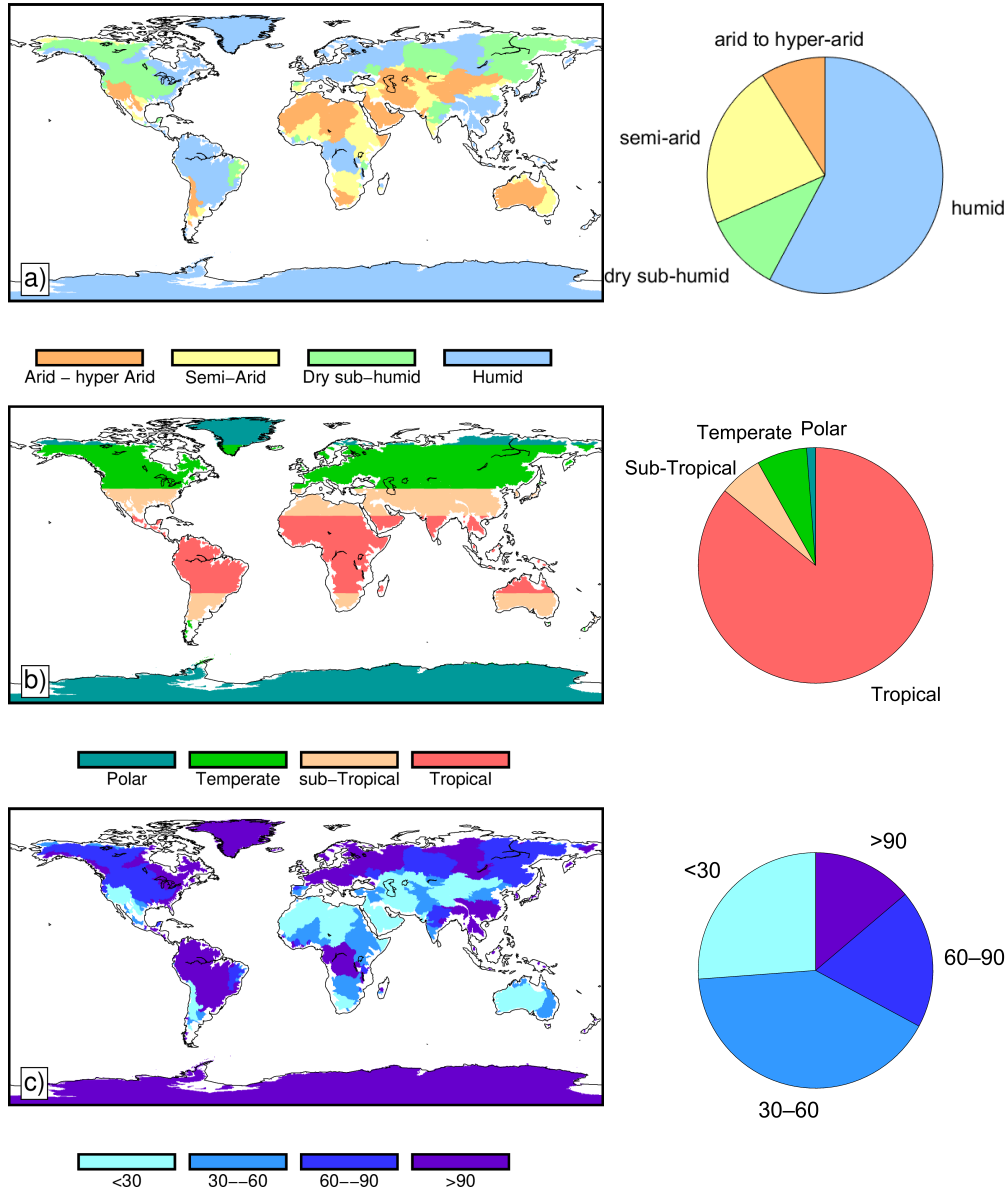 arid to hyper-arid
semi-arid
humid
dry sub-humid
a)
Arid – hyper Arid
Semi–Arid
Dry sub–humid
Humid
Temperate
Polar
Sub-Tropical
Tropical
b)
Polar
Temperate
sub–Tropical
Tropical
>90
<30
60–90
30–60
c)
<30
30––60
60––90
>90